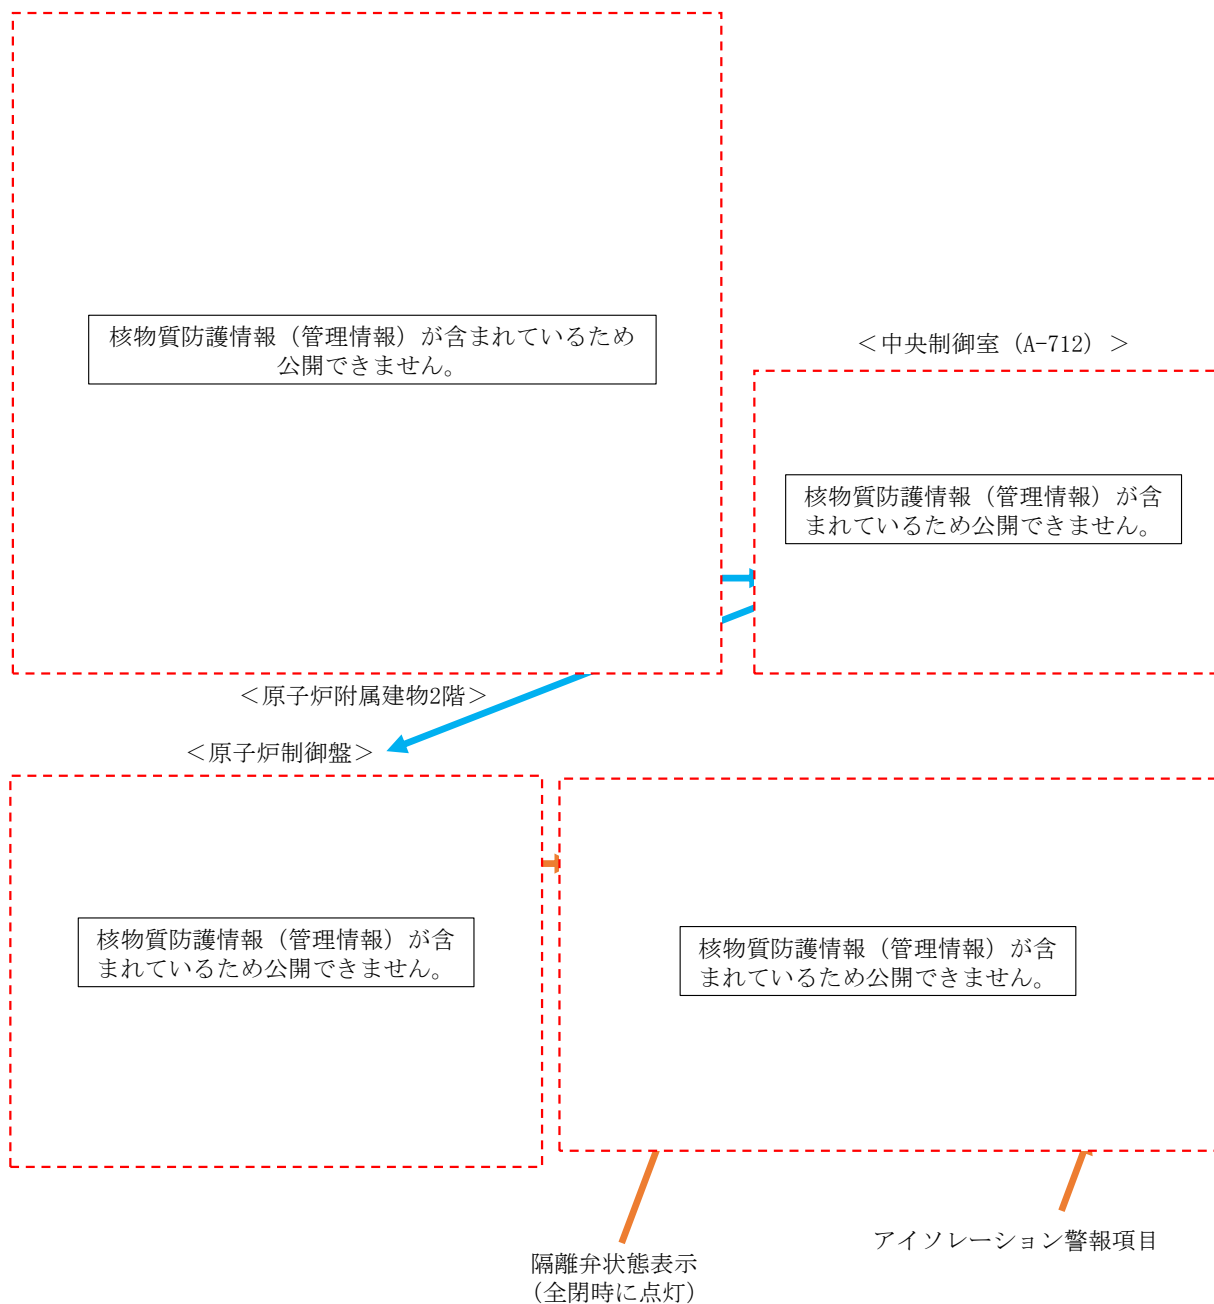 核物質防護情報（管理情報）が含まれているため
公開できません。
＜中央制御室（A-712）＞
核物質防護情報（管理情報）が含
まれているため公開できません。
＜原子炉附属建物2階＞
＜原子炉制御盤＞
核物質防護情報（管理情報）が含
まれているため公開できません。
核物質防護情報（管理情報）が含
まれているため公開できません。
隔離弁状態表示
（全閉時に点灯）
アイソレーション警報項目